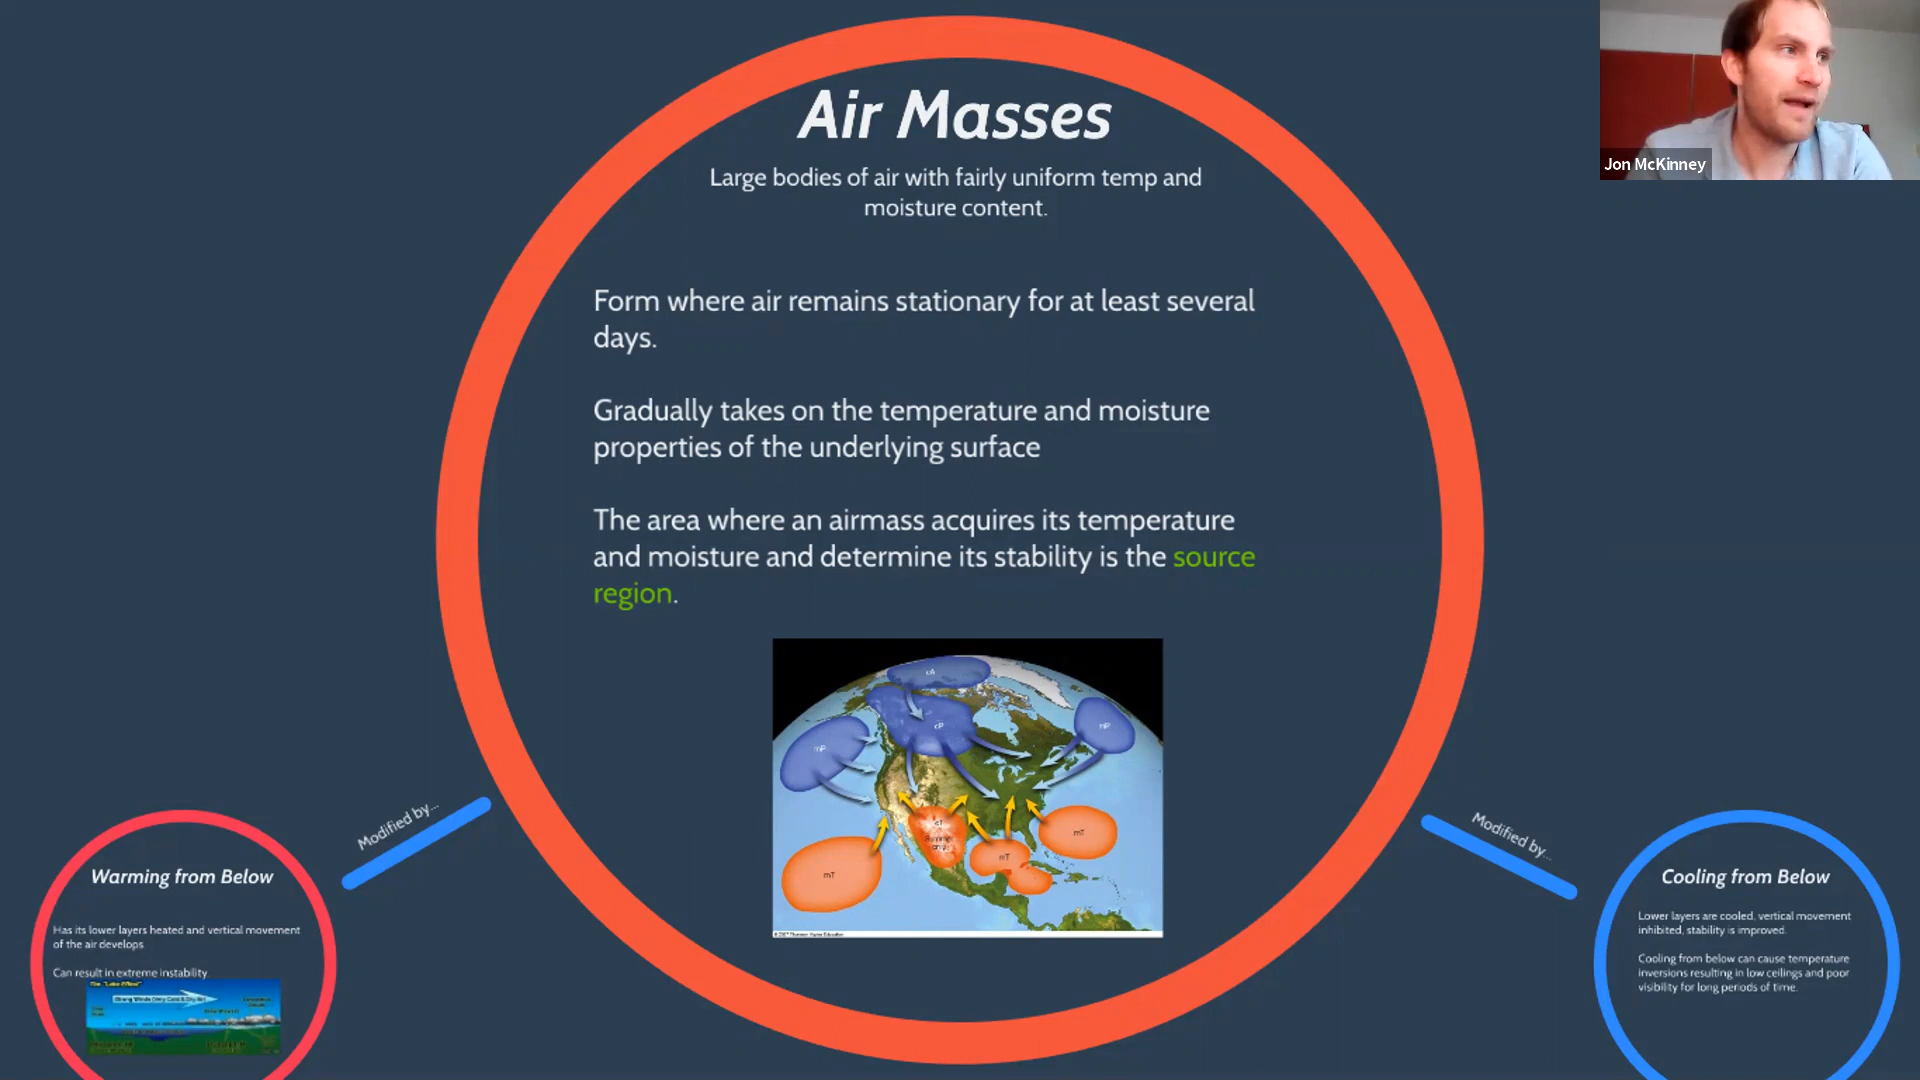 Air Masses
Large bodies of air with fairly uniform temp and
moisture content.
Jon McKinney
Form where air remains stationary for at least several
days.
Gradually takes on the temperature and moisture
properties of the underlying surface
The area where an airmass acquires its temperature
and moisture and determine its stability is the source
region.
cP
mP
mT
mT
mT
Modified by...
Warming from Below
Has its lower layers heated and vertical movement
of the air develops
Can result in extreme instability
The "Lake Effect"
Modified by...
Cooling from Below
Lower layers are cooled, vertical movement
inhibited, stability is improved.
Cooling from below can cause temperature
inversions resulting in low ceilings and poor
visibility for long periods of time.